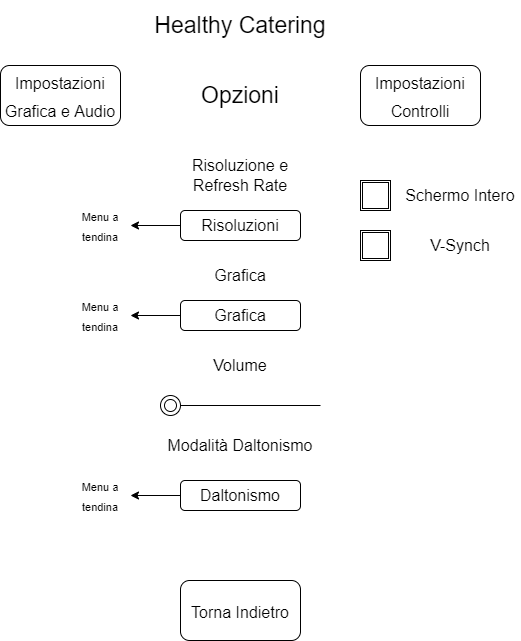 Healthy Catering
Impostazioni
Grafica e Audio
Opzioni
Impostazioni
Controlli
Risoluzione e
Refresh Rate
Menu a
tendina
Risoluzioni
Schermo Intero
V-Synch
Grafica
Menu a
tendina
Grafica
Volume
Modalità Daltonismo
Menu a
tendina
Daltonismo
Torna Indietro